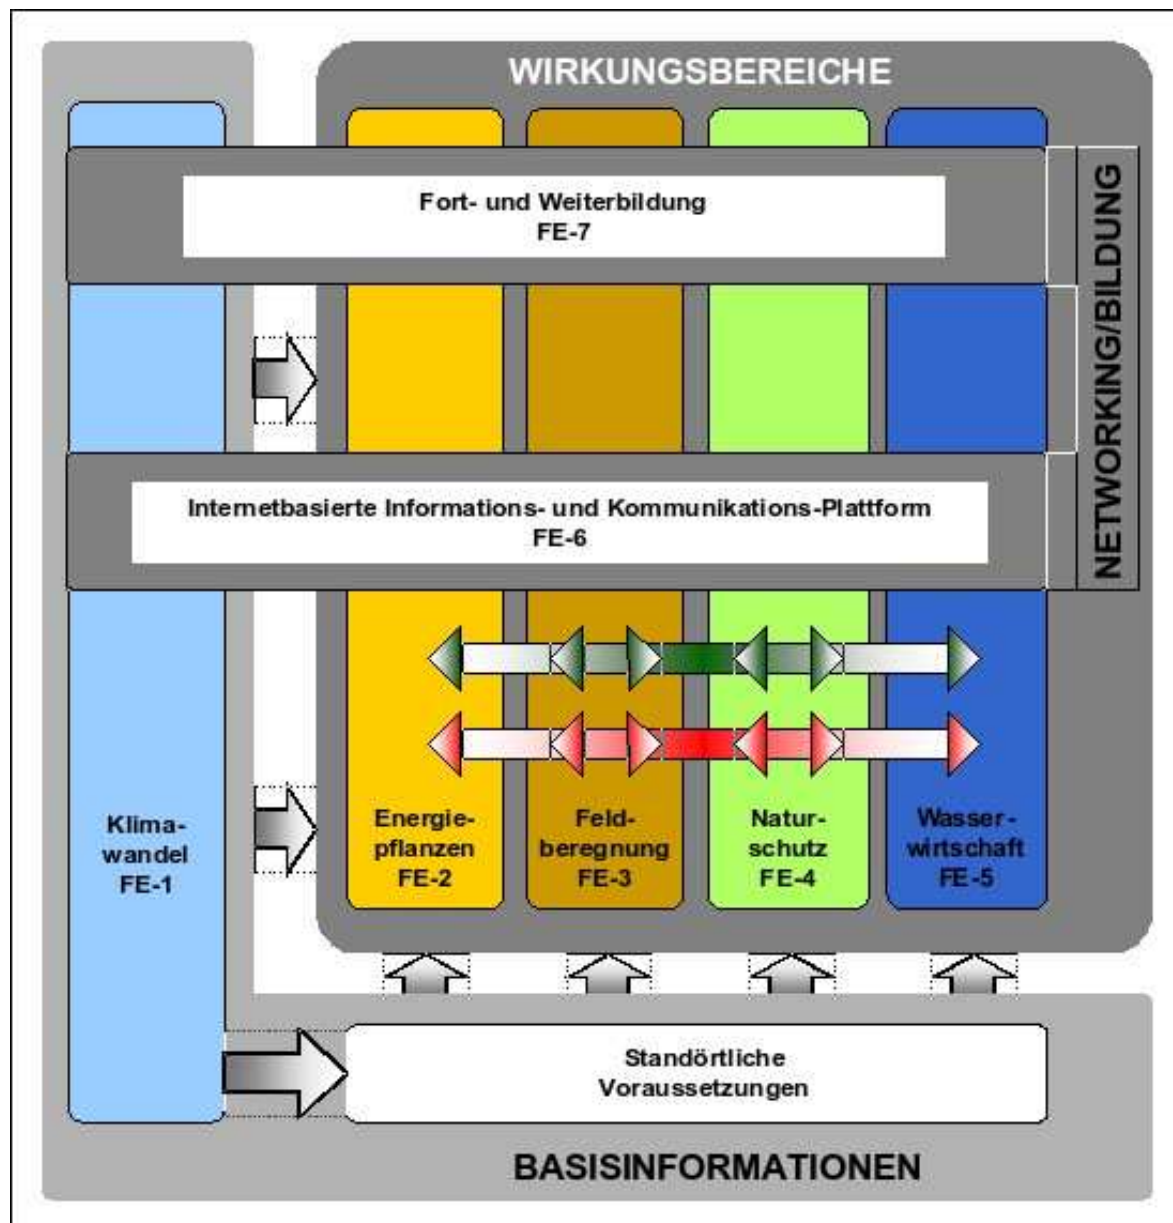 WIRKUNGSBEREICHE
Fort- und Weiterbildung
FE-7
NETWORKING/BILDUNG
Internetbasierte Informations- und Kommunikations-Plattform
FE-6
Klima-
wandel
FE-1
Energie-
pflanzen
FE-2
Feld-
beregnung
FE-3
Natur-
schutz
FE-4
Wasser-
wirtschaft
FE-5
Standörtliche
Voraussetzungen
BASISINFORMATIONEN